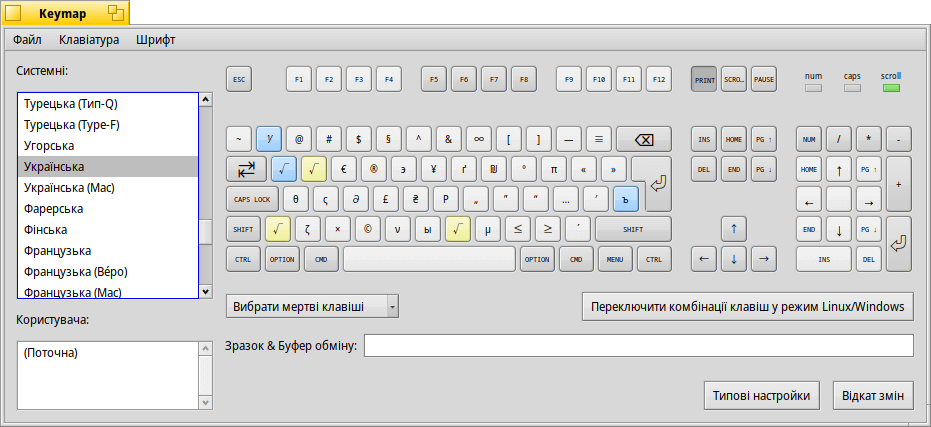 Keymap
Файл Клавіатура Шрифт
Системні:
Турецька (Тип-Q)
Турецька (Type-F)
Угорська
Українська
Українська (Mac)
Фарерська
Фінська
Французька
Французька (Bépo)
Французька (Mac)
Користувача:
(Поточна)
ESC F1 F2 F3 F4 F5 F6 F7 F8 F9 F10 F11 F12 PRINT SCRO… PAUSE num caps scroll
~ @ # $ § ^ & ∞ [ ] — ≡ ⌫ INS HOME PG ↑ NUM / * -
√ √ € ® э ¥ ґ ₪ ° π « » DEL END PG ↓ HOME ↑ PG ↑ +
CAPS LOCK θ ς ∂ £ ₴ Р „ ” “ … ′ ъ ← →
SHIFT √ ζ × © ν ы √ μ ≤ ≥ ´ SHIFT ↑ END ↓ PG ↓
CTRL OPTION CMD OPTION CMD MENU CTRL ← ↓ → INS DEL
Вибрати мертві клавіші
Переключити комбінації клавіш у режим Linux/Windows
Зразок & Буфер обміну:
Типові настройки Відкат змін